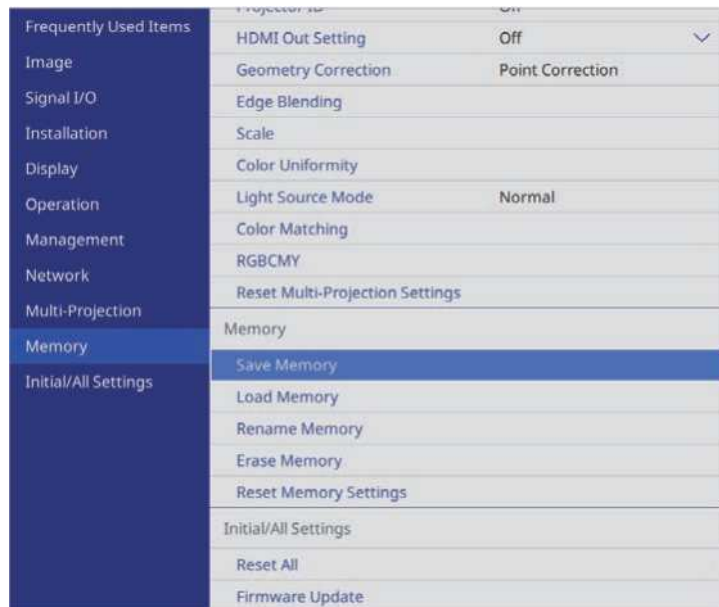 Frequently Used Items
Image
Signal I/O
Installation
Display
Operation
Management
Network
Multi-Projection
Memory
Initial/All Settings
Projector ID Off
HDMI Out Setting Off
Geometry Correction Point Correction
Edge Blending
Scale
Color Uniformity
Light Source Mode Normal
Color Matching
RGBCMY
Reset Multi-Projection Settings
Memory
Save Memory
Load Memory
Rename Memory
Erase Memory
Reset Memory Settings
Initial/All Settings
Reset All
Firmware Update